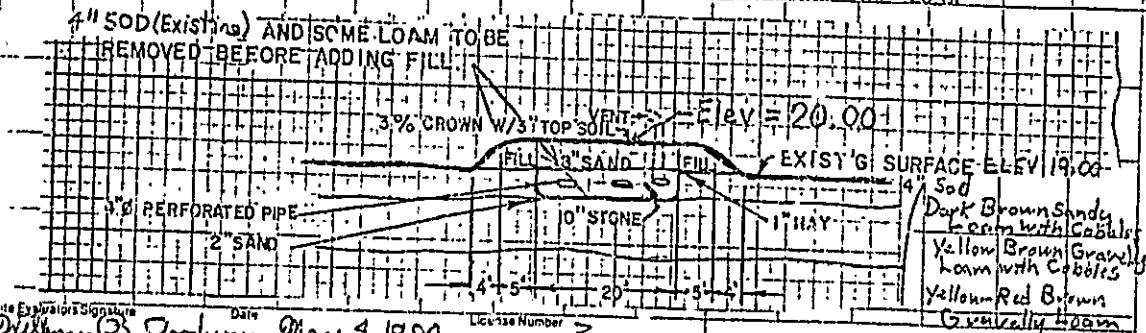 4" SOD (Existing) AND SOME LOAM TO BE
REMOVED BEFORE ADDING FILL.
VENT
Elev = 20.00
3% CROWN W/3" TOP SOIL
FILL 3" SAND FILL
EXIST'G SURFACE ELEV 19.00
4" Sod
Dark Brown Sandy
Loam with Cobbles
4"Ø PERFORATED PIPE
10" STONE
1" HAY
2" SAND
Yellow Brown Gravelly
Loam with Cobbles
4' 5' 20' 5' 4'
Yellow Red Brown
Gravelly Loam
Signature
Date
License Number